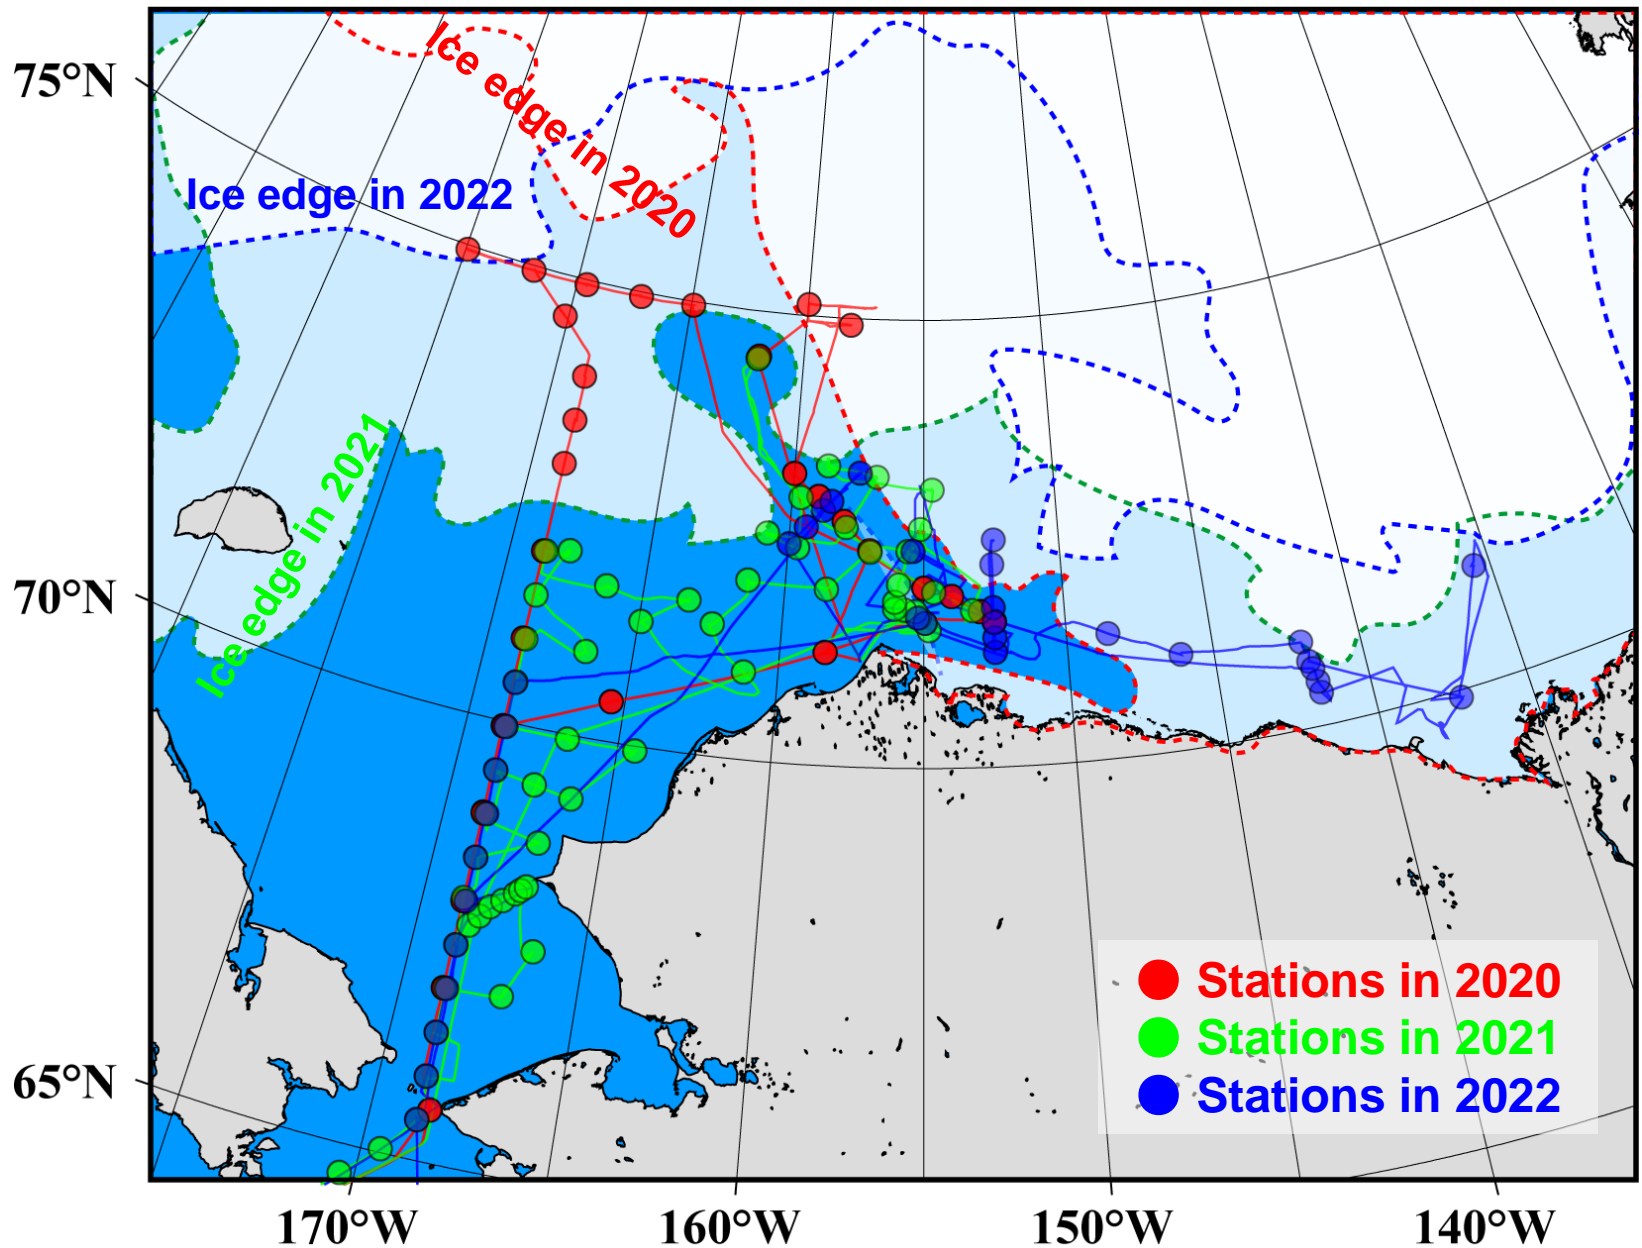 75°N
Ice edge in 2020
Ice edge in 2022
Ice edge in 2021
70°N
65°N
Stations in 2020
Stations in 2021
Stations in 2022
170°W
160°W
150°W
140°W